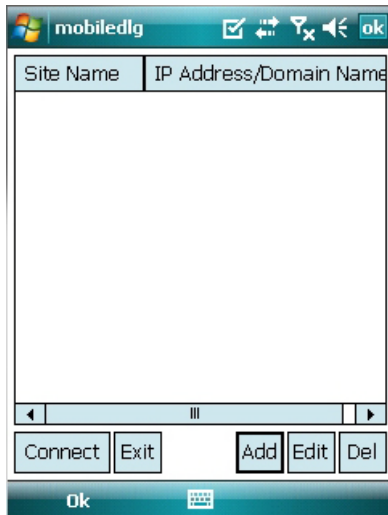 mobiledlg ok
Site Name IP Address/Domain Name
Connect Exit Add Edit Del
Ok